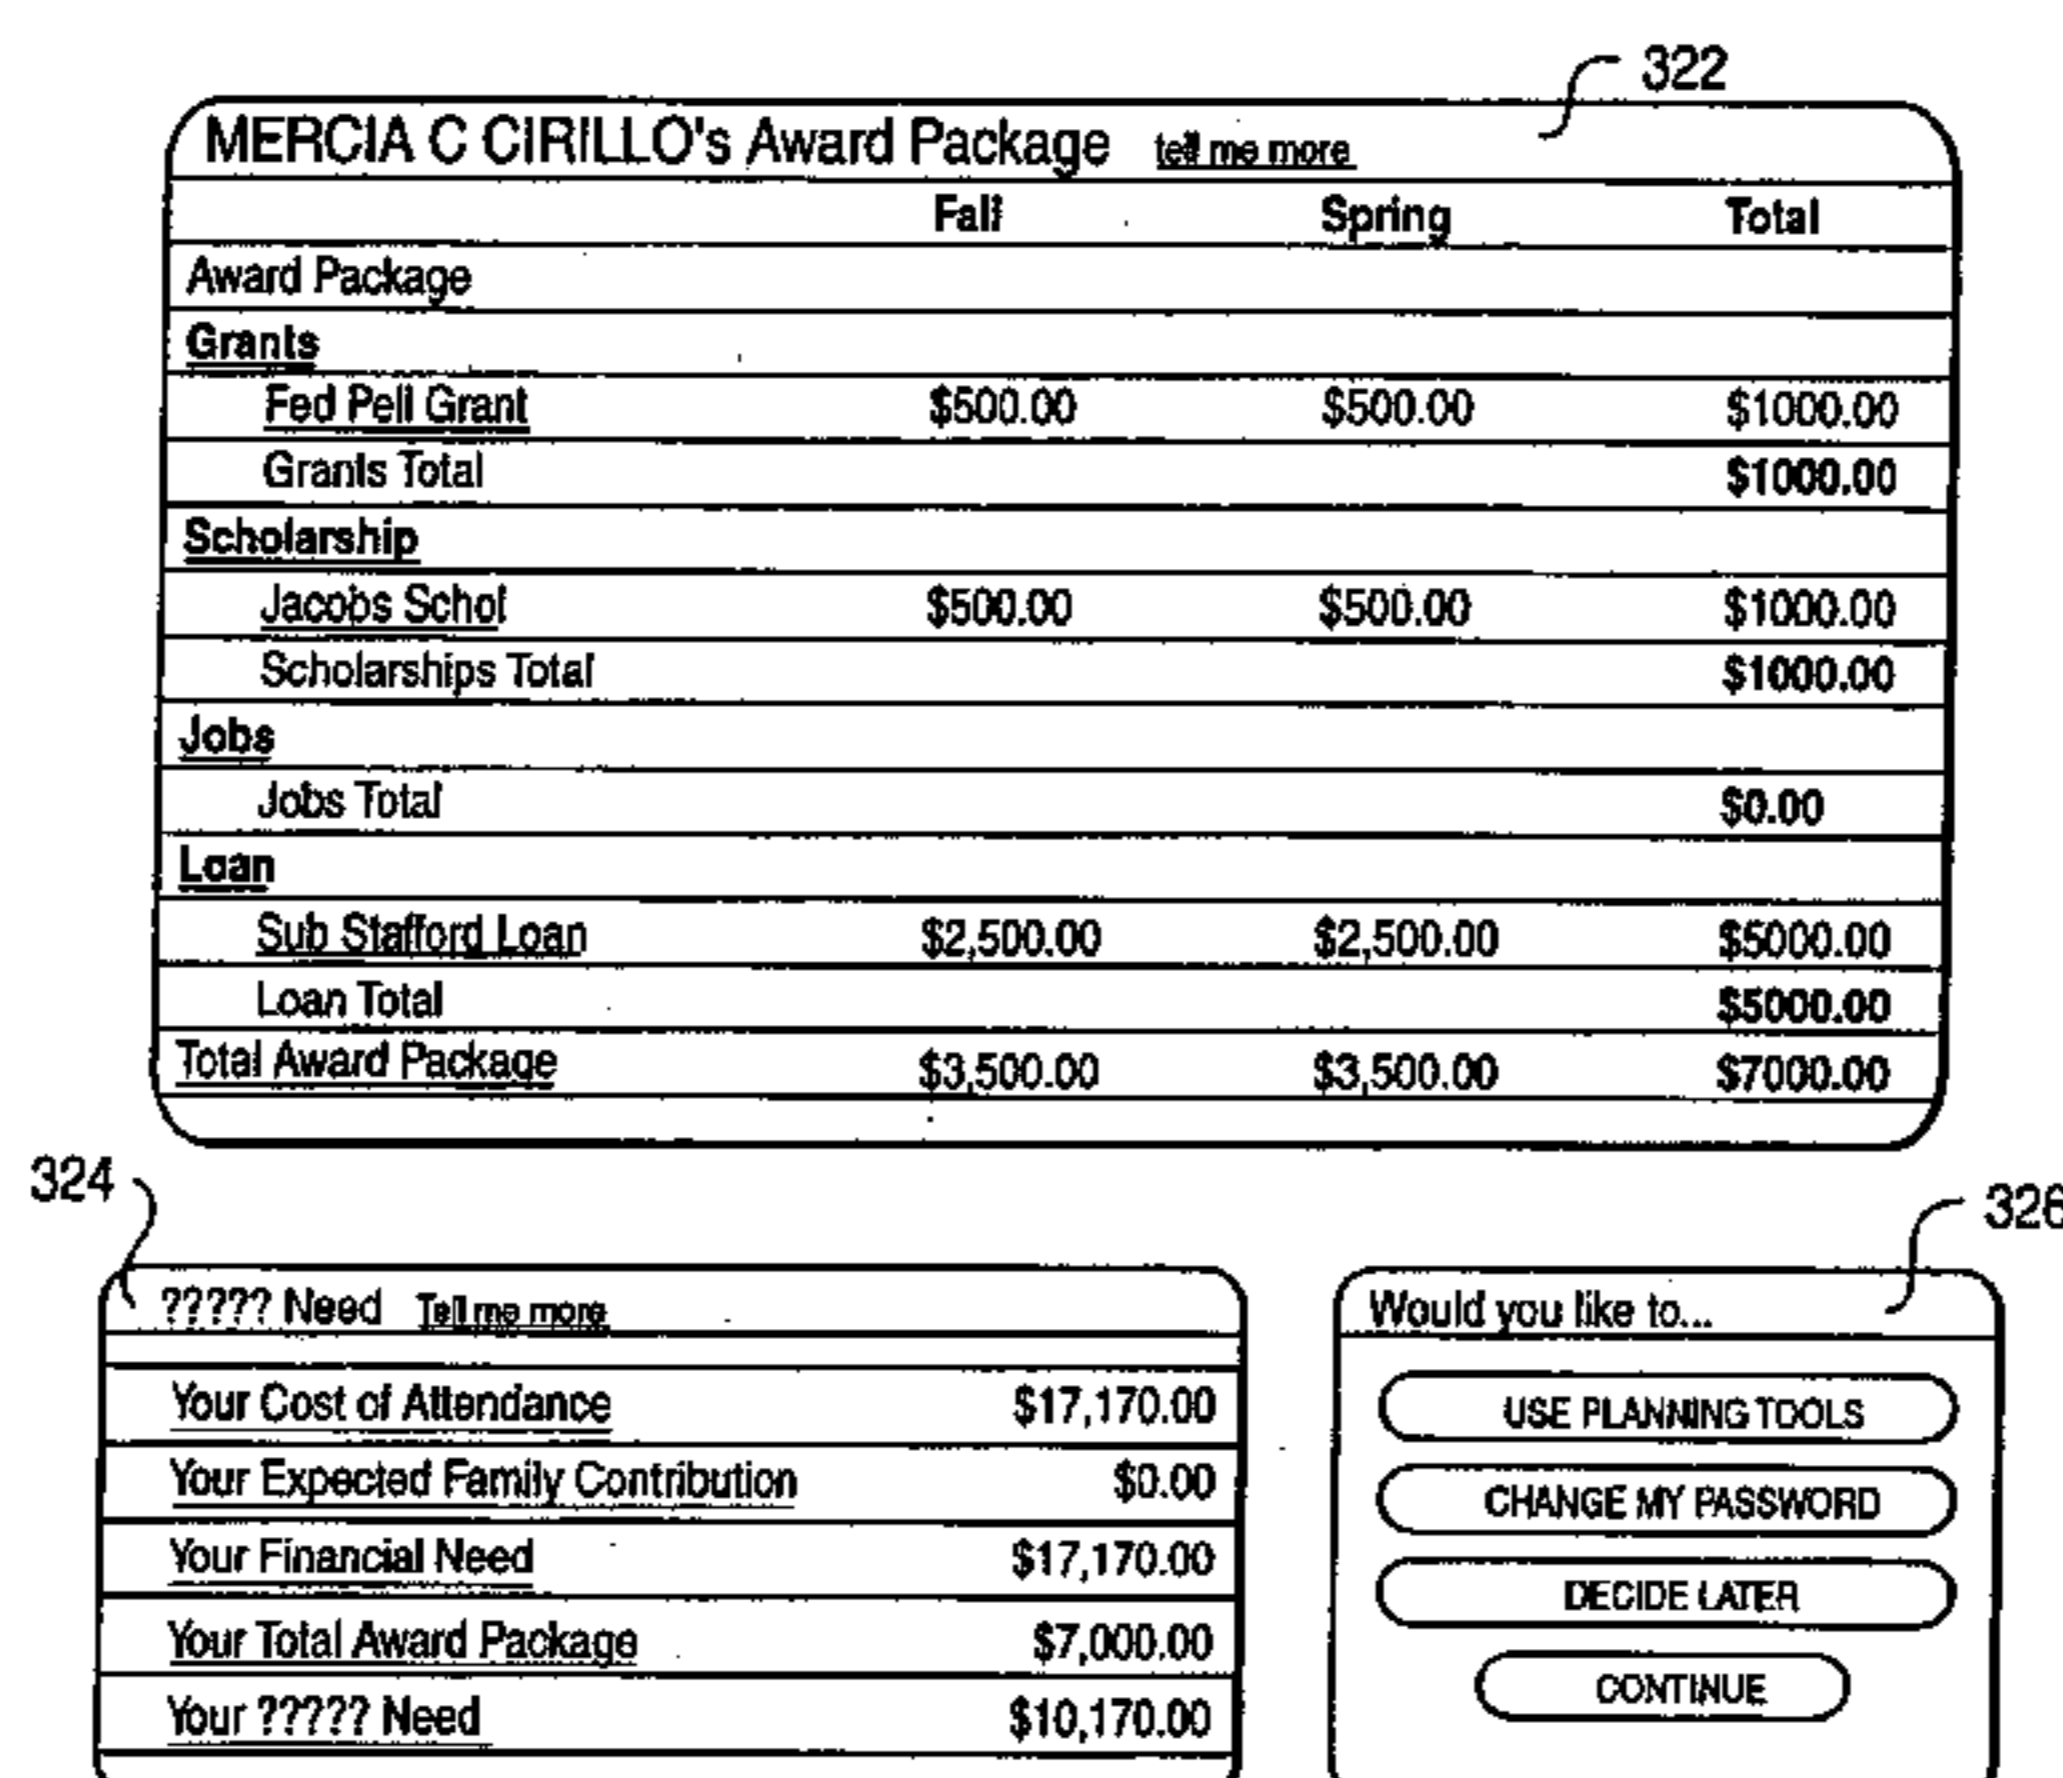 322
MERCIA C CIRILLO's Award Package tell me more
Fall Spring Total
Award Package
Grants
Fed Pell Grant $500.00 $500.00 $1000.00
Grants Total $1000.00
Scholarship
Jacobs Schol $500.00 $500.00 $1000.00
Scholarships Total $1000.00
Jobs
Jobs Total $0.00
Loan
Sub Stafford Loan $2,500.00 $2,500.00 $5000.00
Loan Total $5000.00
Total Award Package $3,500.00 $3,500.00 $7000.00
324
326
????? Need Tell me more
Your Cost of Attendance $17,170.00
Your Expected Family Contribution $0.00
Your Financial Need $17,170.00
Your Total Award Package $7,000.00
Your ????? Need $10,170.00
Would you like to...
USE PLANNING TOOLS
CHANGE MY PASSWORD
DECIDE LATER
CONTINUE